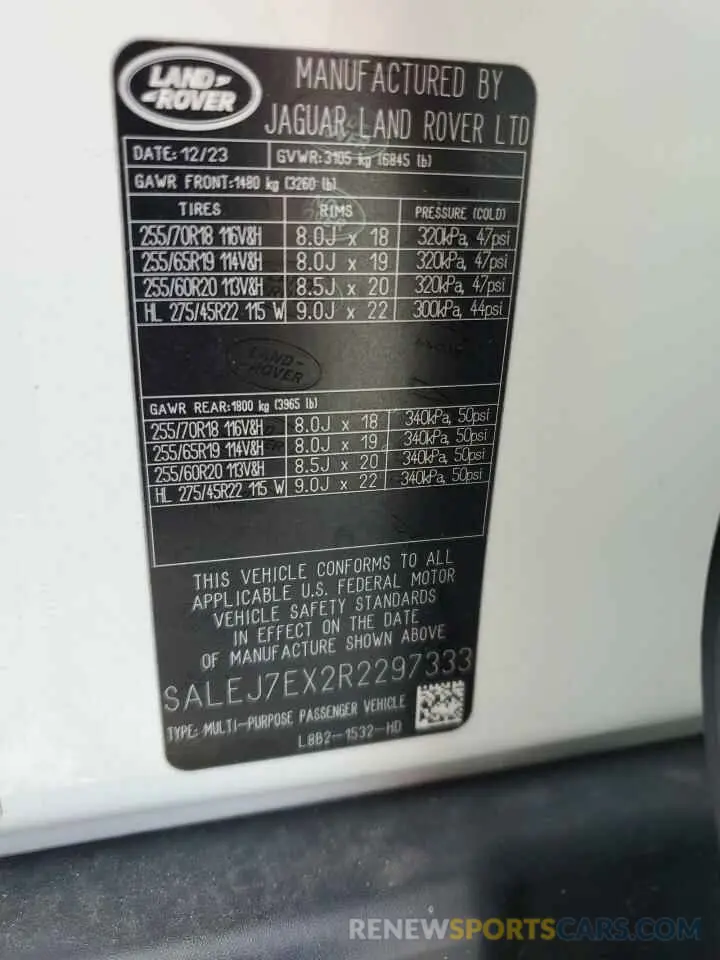 LAND ROVER
MANUFACTURED BY
JAGUAR LAND ROVER LTD
DATE: 12/23 GVWR: 3105 kg (6845 lb)
GAWR FRONT: 1480 kg (3260 lb)
TIRES RIMS PRESSURE (COLD)
255/70R18 116V&H 8.0J x 18 320kPa, 47psi
255/65R19 114V&H 8.0J x 19 320kPa, 47psi
255/60R20 113V&H 8.5J x 20 320kPa, 47psi
HL 275/45R22 115 W 9.0J x 22 300kPa, 44psi
LAND ROVER
GAWR REAR: 1800 kg (3965 lb)
255/70R18 116V&H 8.0J x 18 340kPa, 50psi
255/65R19 114V&H 8.0J x 19 340kPa, 50psi
255/60R20 113V&H 8.5J x 20 340kPa, 50psi
HL 275/45R22 115 W 9.0J x 22 340kPa, 50psi
THIS VEHICLE CONFORMS TO ALL
APPLICABLE U.S. FEDERAL MOTOR
VEHICLE SAFETY STANDARDS
IN EFFECT ON THE DATE
OF MANUFACTURE SHOWN ABOVE
SALEJ7EX2R2297333
TYPE: MULTI-PURPOSE PASSENGER VEHICLE
L8B2-1532-HD
RENEWSPORTSCARS.COM